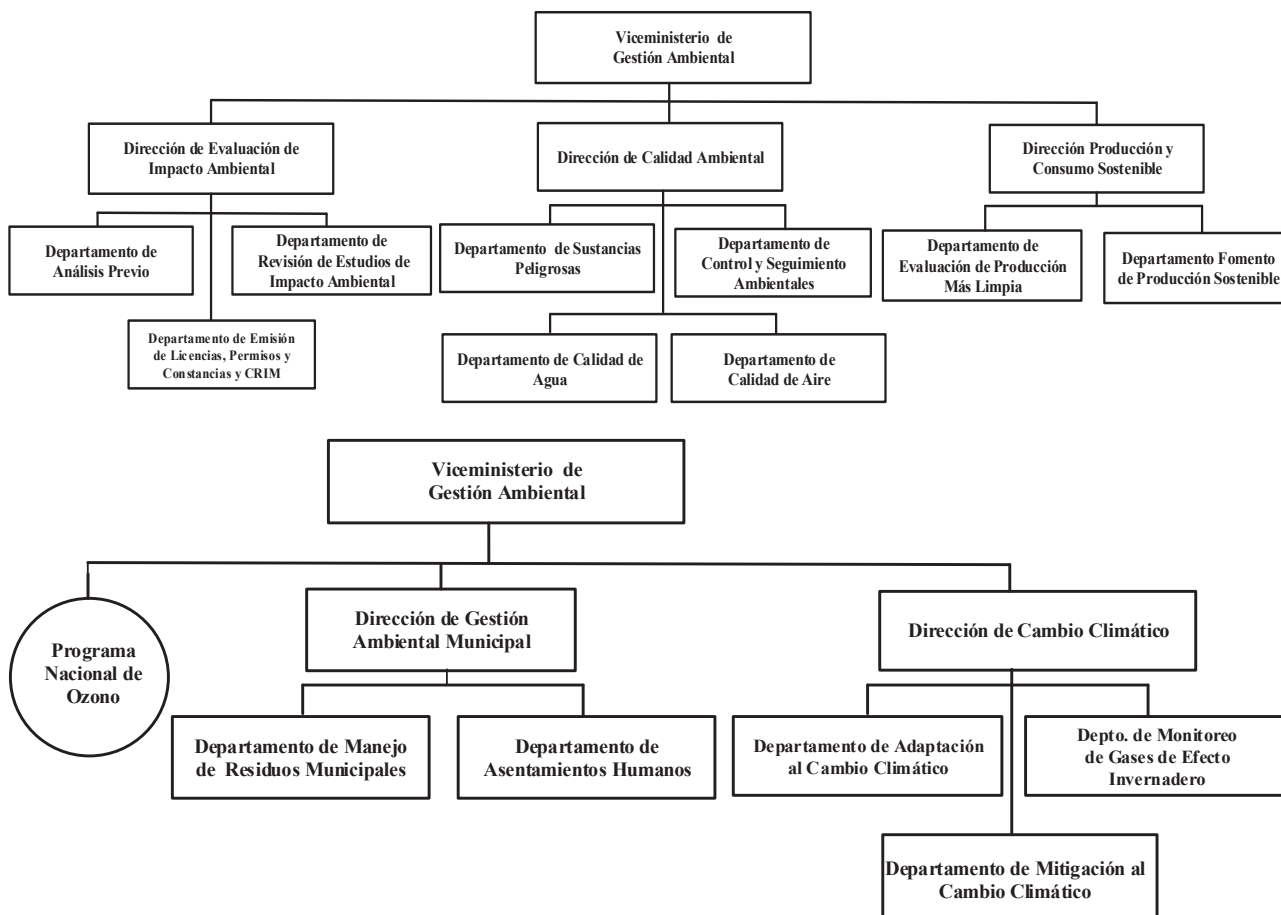 Viceministerio de
Gestión Ambiental
Dirección de Evaluación de
Impacto Ambiental
Dirección de Calidad Ambiental
Dirección Producción y
Consumo Sostenible
Departamento de
Análisis Previo
Departamento de
Revisión de Estudios de
Impacto Ambiental
Departamento de Sustancias
Peligrosas
Departamento de
Control y Seguimiento
Ambientales
Departamento de
Evaluación de Producción
Más Limpia
Departamento Fomento
de Producción Sostenible
Departamento de Emisión
de Licencias, Permisos y
Constancias y CRIM
Departamento de Calidad de
Agua
Departamento de
Calidad de Aire
Viceministerio de
Gestión Ambiental
Programa
Nacional de
Ozono
Dirección de Gestión
Ambiental Municipal
Dirección de Cambio Climático
Departamento de Manejo
de Residuos Municipales
Departamento de
Asentamientos Humanos
Departamento de Adaptación
al Cambio Climático
Depto. de Monitoreo
de Gases de Efecto
Invernadero
Departamento de Mitigación al
Cambio Climático